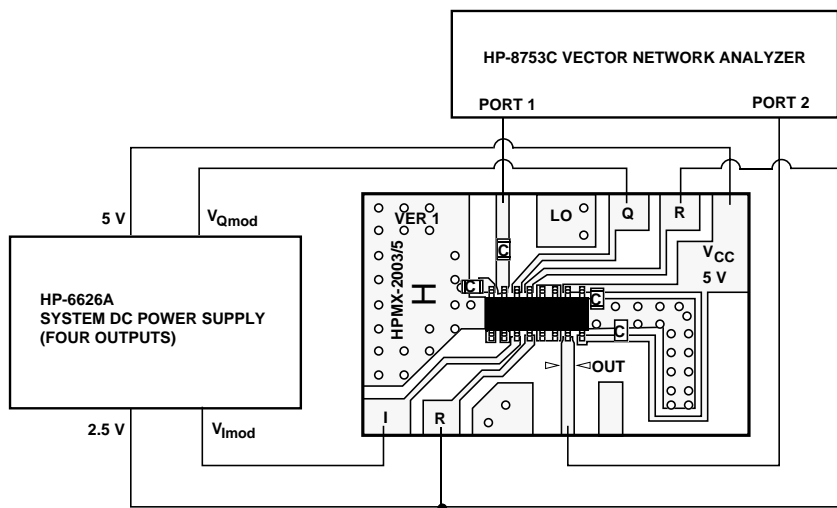 HP-8753C VECTOR NETWORK ANALYZER
PORT 1
PORT 2
5 V
VQmod
VER 1
LO
Q
R
C
VCC
5 V
HPMX-2003/5
H
C
C
C
HP-6626A
SYSTEM DC POWER SUPPLY
(FOUR OUTPUTS)
OUT
2.5 V
VImod
I
R